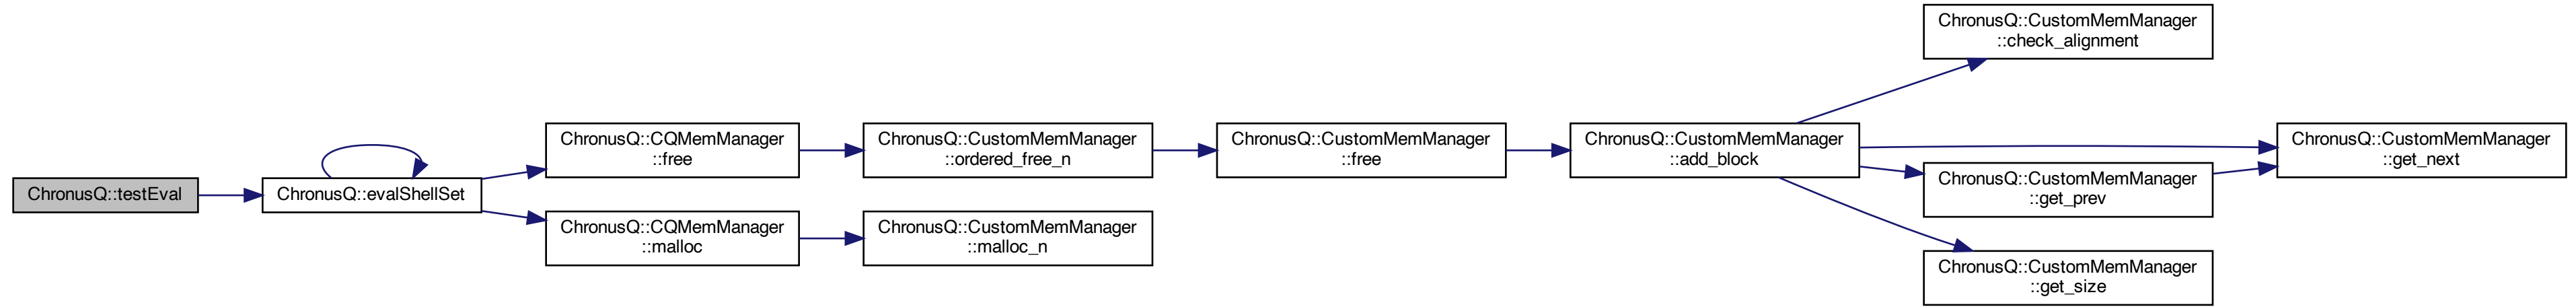 ChronusQ::testEval
ChronusQ::evalShellSet
ChronusQ::CQMemManager
::free
ChronusQ::CQMemManager
::malloc
ChronusQ::CustomMemManager
::ordered_free_n
ChronusQ::CustomMemManager
::malloc_n
ChronusQ::CustomMemManager
::free
ChronusQ::CustomMemManager
::add_block
ChronusQ::CustomMemManager
::check_alignment
ChronusQ::CustomMemManager
::get_prev
ChronusQ::CustomMemManager
::get_size
ChronusQ::CustomMemManager
::get_next